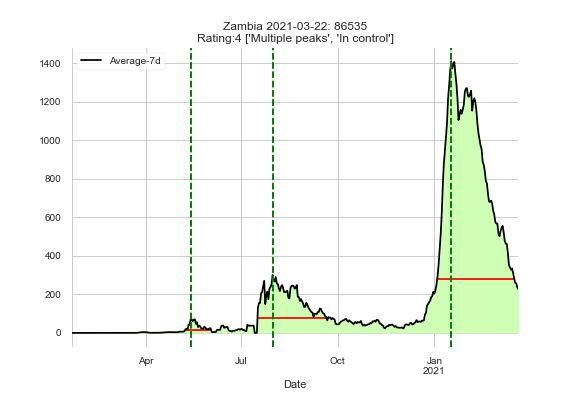 Zambia 2021-03-22: 86535
Rating:4 ['Multiple peaks', 'In control']
Average-7d
1400
1200
1000
800
600
400
200
0
Apr
Jul
Oct
Jan
2021
Date